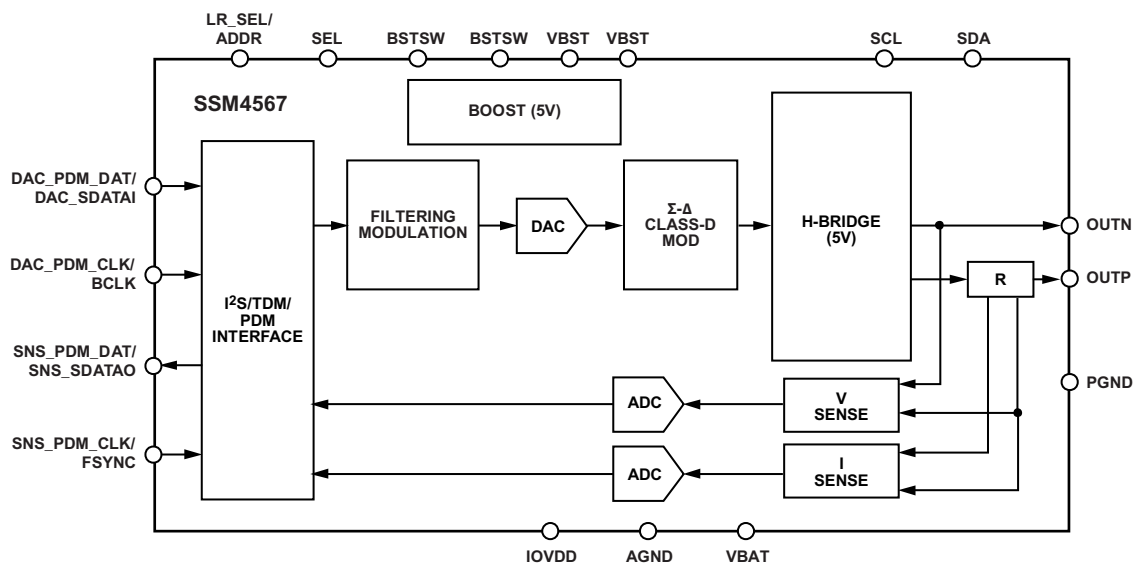 LR_SEL/
ADDR
SEL
BSTSW
BSTSW
VBST
VBST
SCL
SDA
SSM4567
BOOST (5V)
DAC_PDM_DAT/
DAC_SDATAI
DAC_PDM_CLK/
BCLK
SNS_PDM_DAT/
SNS_SDATAO
SNS_PDM_CLK/
FSYNC
I²S/TDM/
PDM
INTERFACE
FILTERING
MODULATION
DAC
Σ-Δ
CLASS-D
MOD
H-BRIDGE
(5V)
R
OUTN
OUTP
PGND
ADC
V
SENSE
ADC
I
SENSE
IOVDD
AGND
VBAT